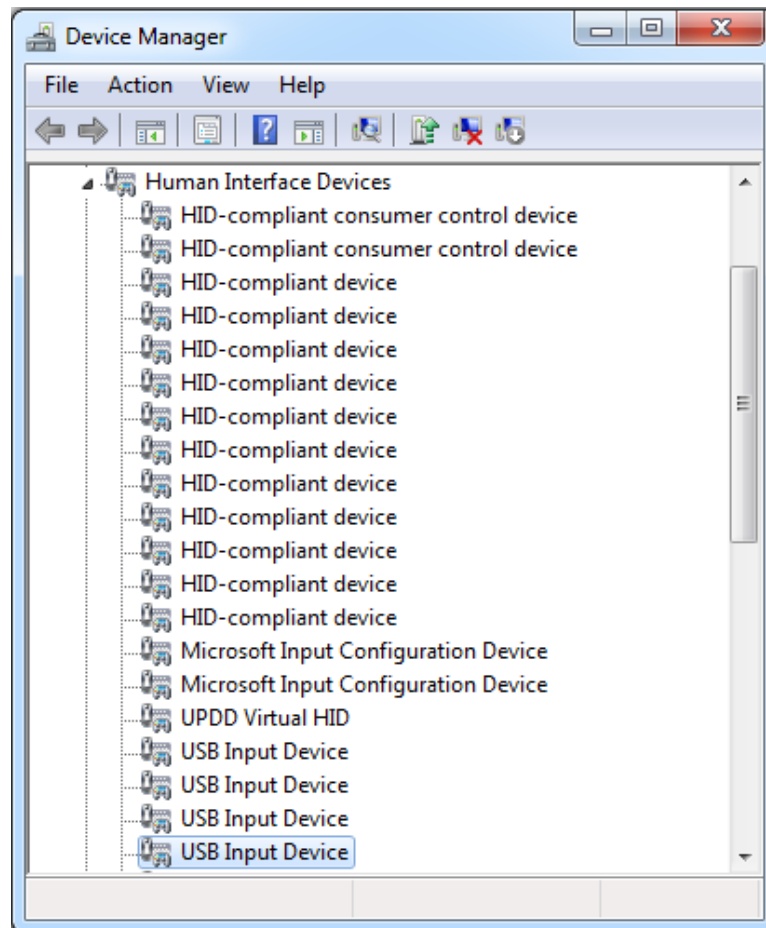 Device Manager
File Action View Help
Human Interface Devices
HID-compliant consumer control device
HID-compliant consumer control device
HID-compliant device
HID-compliant device
HID-compliant device
HID-compliant device
HID-compliant device
HID-compliant device
HID-compliant device
HID-compliant device
HID-compliant device
HID-compliant device
HID-compliant device
Microsoft Input Configuration Device
Microsoft Input Configuration Device
UPDD Virtual HID
USB Input Device
USB Input Device
USB Input Device
USB Input Device